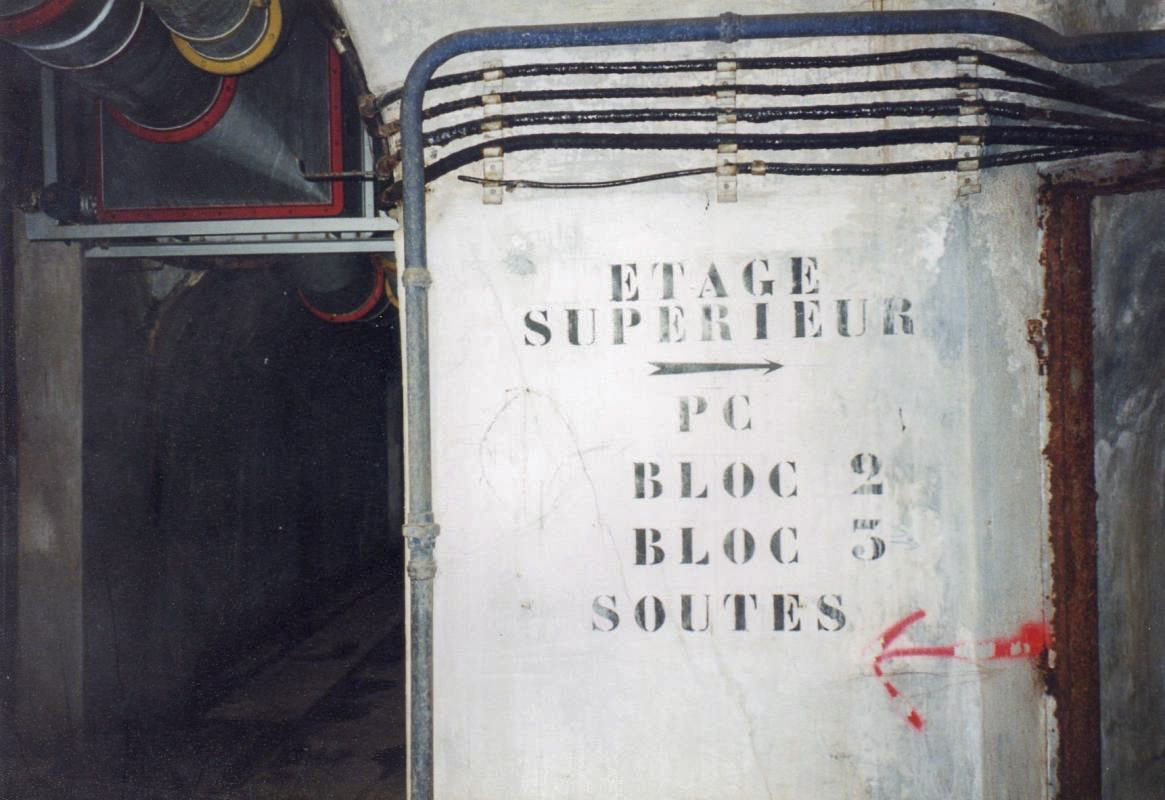 ETAGE
SUPERIEUR
PC
BLOC 2
BLOC 5
SOUTES